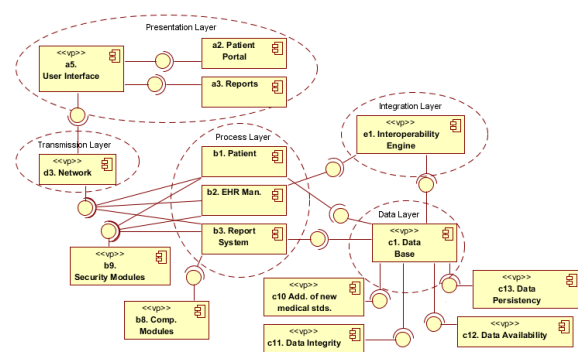 Presentation Layer
<<vp>>
a5.
User Interface
a2. Patient
Portal
a3. Reports
Integration Layer
<<vp>>
e1. Interoperability
Engine
Transmission Layer
<<vp>>
d3. Network
Process Layer
b1. Patient
b2. EHR Man.
b3. Report
System
Data Layer
<<vp>>
c1. Data
Base
<<vp>>
b9.
Security Modules
<<vp>>
b8. Comp.
Modules
<<vp>>
c10 Add. of new
medical stds.
<<vp>>
c11. Data Integrity
<<vp>>
c13. Data
Persistency
<<vp>>
c12. Data Availability